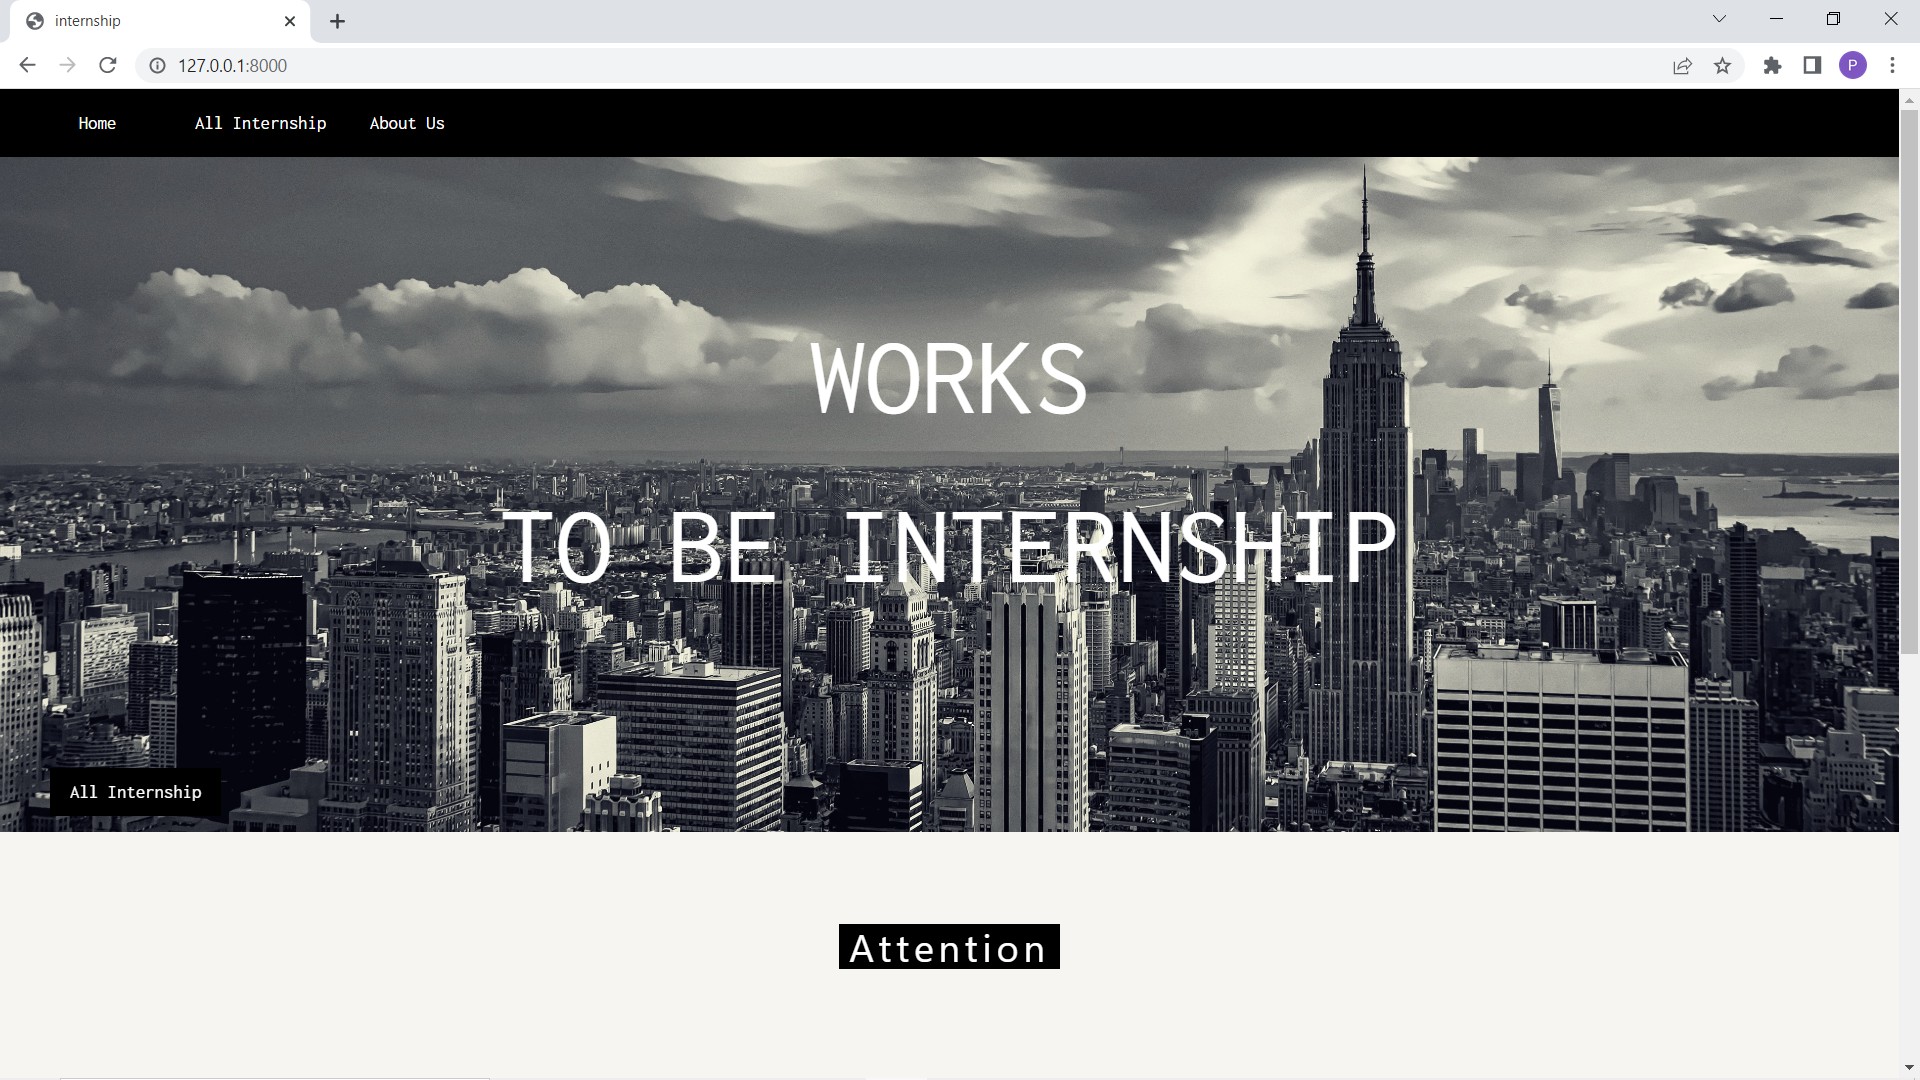 internship
127.0.0.1:8000
P
Home All Internship About Us
WORKS
TO BE INTERNSHIP
All Internship
Attention